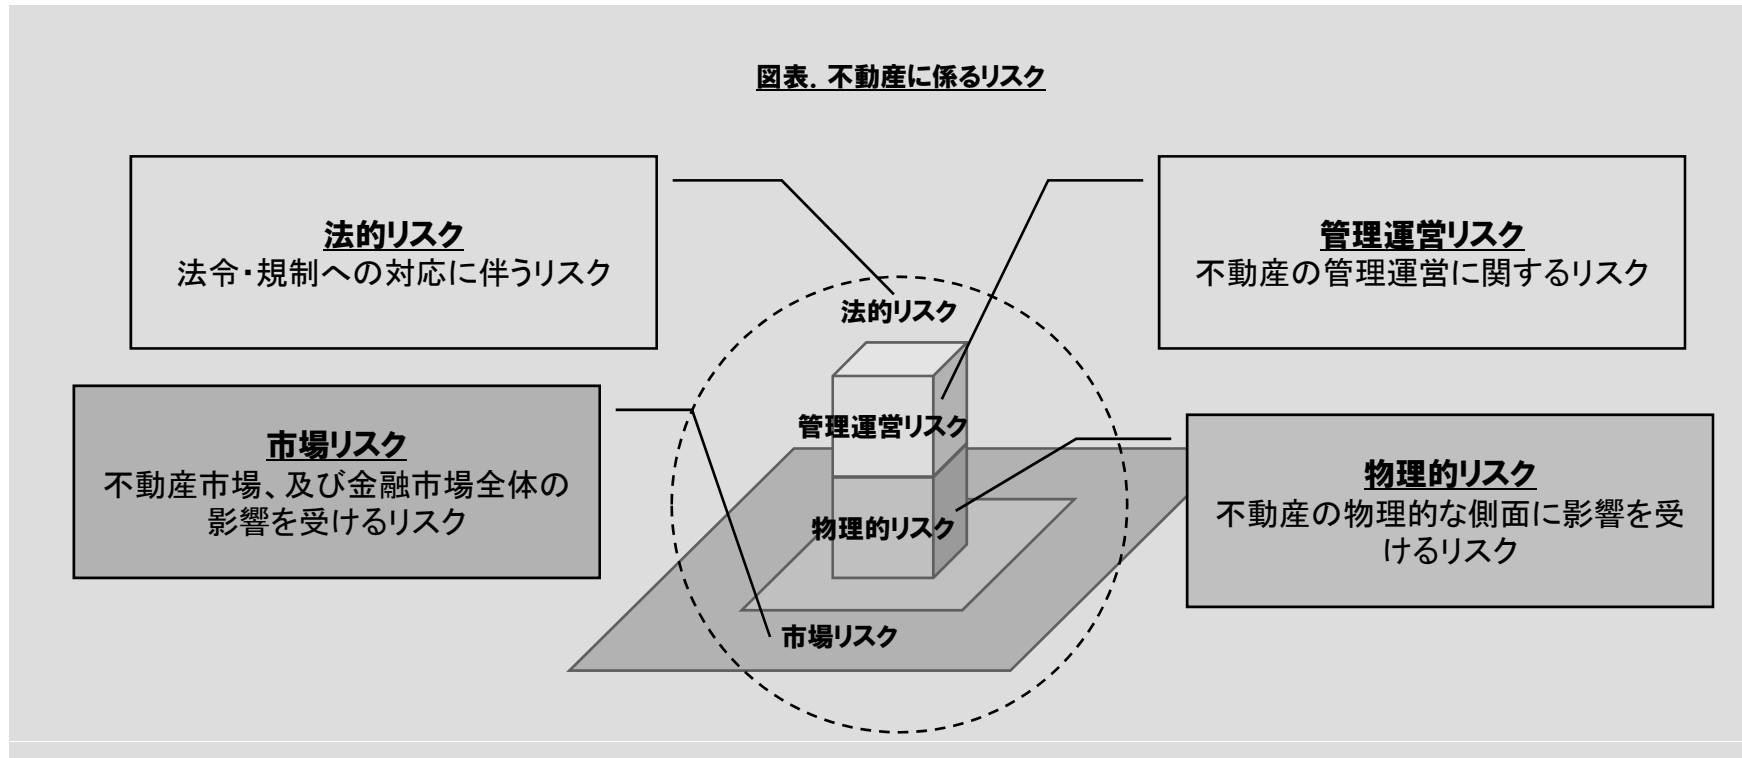 図表. 不動産に係るリスク
法的リスク
法令・規制への対応に伴うリスク
管理運営リスク
不動産の管理運営に関するリスク
市場リスク
不動産市場、及び金融市場全体の
影響を受けるリスク
物理的リスク
不動産の物理的な側面に影響を受
けるリスク
法的リスク
管理運営リスク
物理的リスク
市場リスク